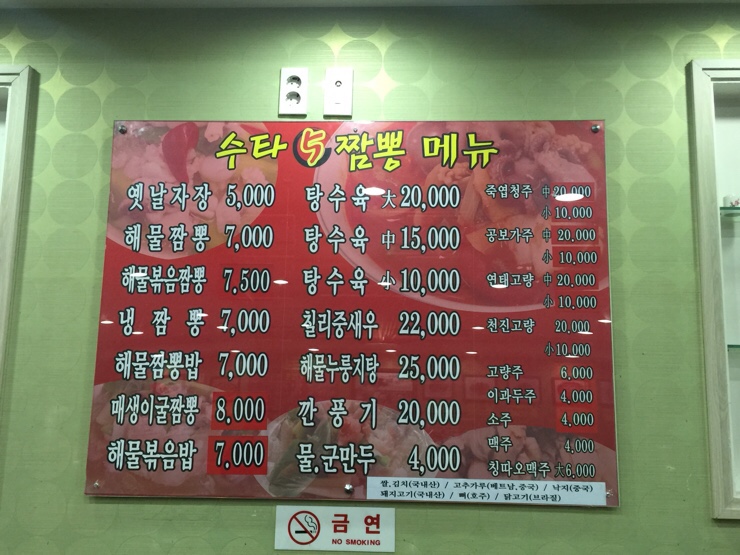 수타 5 짬뽕 메뉴
옛날자장 5,000
해물짬뽕 7,000
해물볶음짬뽕 7,500
냉짬뽕 7,000
해물짬뽕밥 7,000
매생이굴짬뽕 8,000
해물볶음밥 7,000
탕수육 大 20,000
탕수육 中 15,000
탕수육 小 10,000
칠리중새우 22,000
해물누룽지탕 25,000
깐풍기 20,000
물.군만두 4,000
죽엽청주 中 20,000
小 10,000
공보가주 中 20,000
小 10,000
연태고량 中 20,000
小 10,000
천진고량 20,000
小 10,000
고량주 6,000
이과두주 4,000
소주 4,000
맥주 4,000
칭따오맥주 大 6,000
쌀,김치(국내산) / 고추가루(베트남,중국) / 낙지(중국)
돼지고기(국내산) / 뼈(호주) / 닭고기(브라질)
금연
NO SMOKING